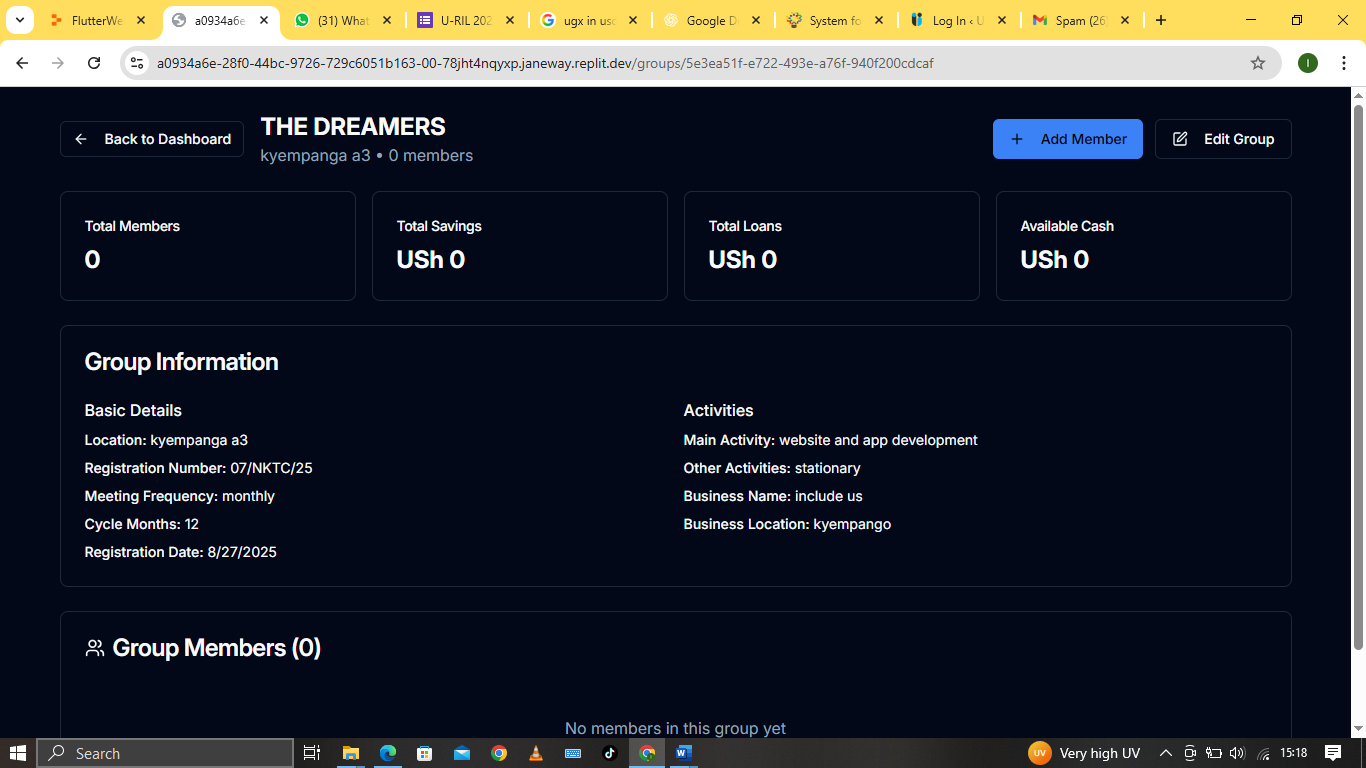 FlutterWe
a0934a6e
(31) What
U-RIL 202
ugx in usd
Google D
System fo
Log In ‹ U
Spam (26)
a0934a6e-28f0-44bc-9726-729c6051b163-00-78jht4nqyxp.janeway.replit.dev/groups/5e3ea51f-e722-493e-a76f-940f200cdcaf
I
Back to Dashboard
THE DREAMERS
kyempanga a3 • 0 members
Add Member
Edit Group
Total Members
0
Total Savings
USh 0
Total Loans
USh 0
Available Cash
USh 0
Group Information
Basic Details
Location: kyempanga a3
Registration Number: 07/NKTC/25
Meeting Frequency: monthly
Cycle Months: 12
Registration Date: 8/27/2025
Activities
Main Activity: website and app development
Other Activities: stationary
Business Name: include us
Business Location: kyempango
Group Members (0)
No members in this group yet
Search
UV
Very high UV
15:18